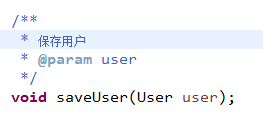 /**
 * 保存用户
 * @param user
 */
void saveUser(User user);